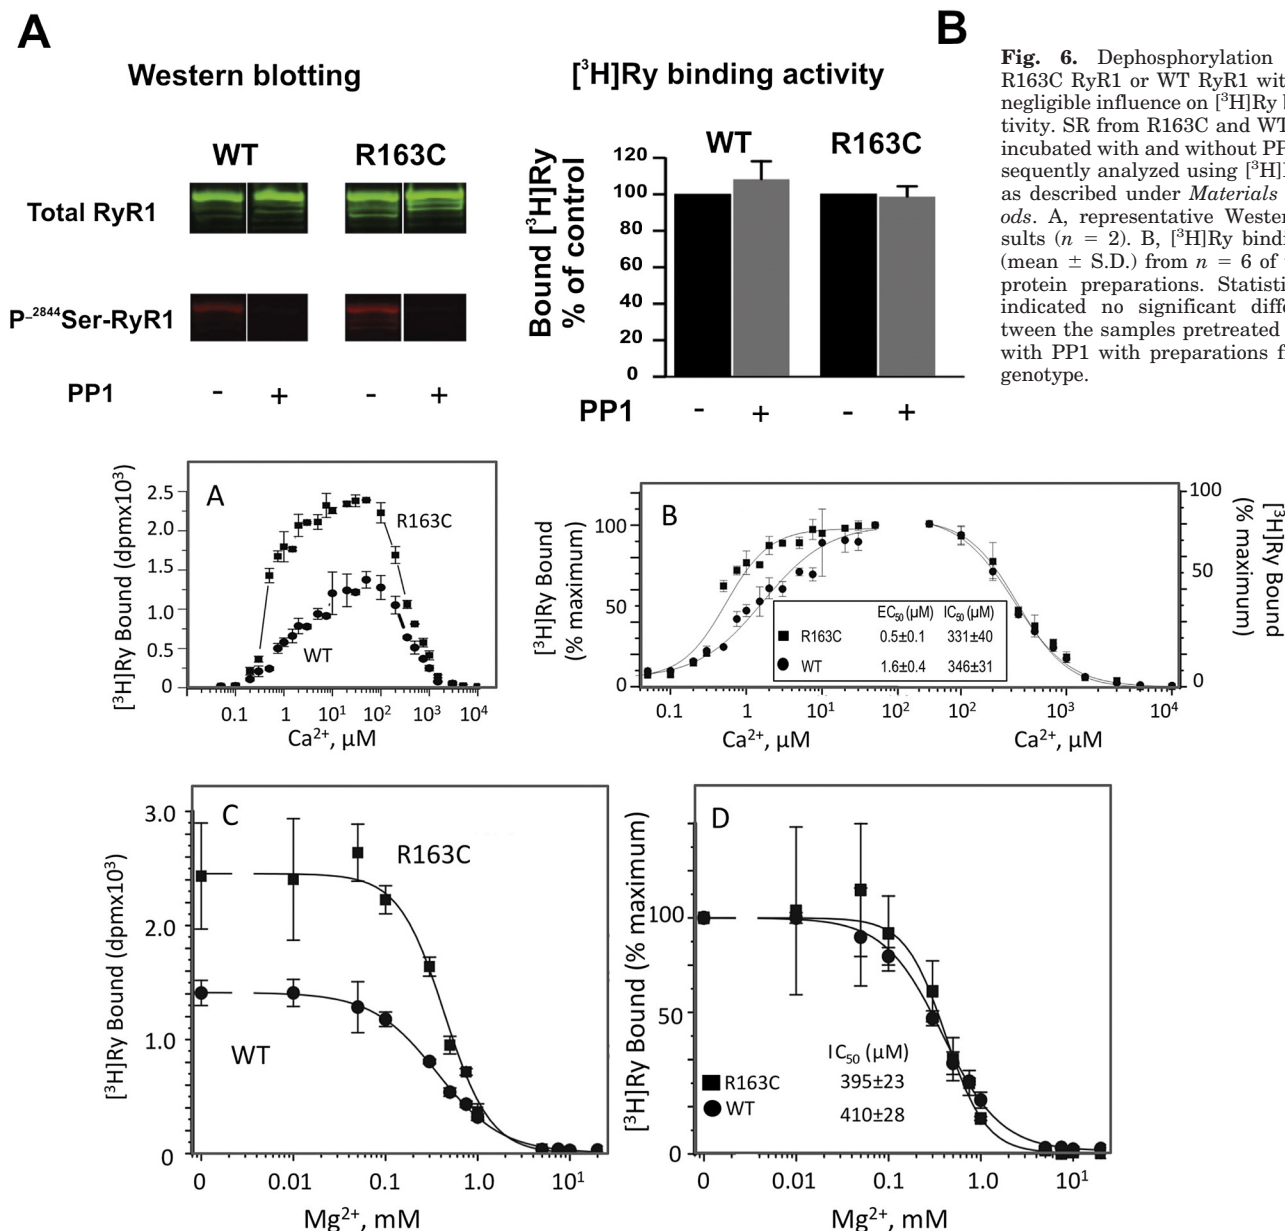 A
B
Western blotting
[³H]Ry binding activity
WT
R163C
Total RyR1
P-²⁸⁴⁴Ser-RyR1
PP1
-
+
-
+
Bound [³H]Ry
% of control
120
100
80
60
40
20
0
WT
R163C
PP1
-
+
-
+
Fig. 6. Dephosphorylation
R163C RyR1 or WT RyR1 wit
negligible influence on [³H]Ry
tivity. SR from R163C and WT
incubated with and without PP
sequently analyzed using [³H]
as described under Materials
ods. A, representative Wester
sults (n = 2). B, [³H]Ry bindi
(mean ± S.D.) from n = 6 of
protein preparations. Statisti
indicated no significant diffe
tween the samples pretreated
with PP1 with preparations f
genotype.
A
[³H]Ry Bound (dpmx10³)
2.5
2.0
1.5
1.0
0.5
0
R163C
WT
0.1 1 10¹ 10² 10³ 10⁴
Ca²⁺, µM
B
[³H]Ry Bound
(% maximum)
100
50
0
EC₅₀ (µM) IC₅₀ (µM)
R163C 0.5±0.1 331±40
WT 1.6±0.4 346±31
100
50
0
[³H]Ry Bound
(% maximum)
0.1 1 10¹ 10² 10³ 10⁴
Ca²⁺, µM
Ca²⁺, µM
C
[³H]Ry Bound (dpmx10³)
3.0
2.0
1.0
0
R163C
WT
0 0.01 0.1 1.0 10¹
Mg²⁺, mM
D
[³H]Ry Bound (% maximum)
100
50
0
IC₅₀ (µM)
R163C 395±23
WT 410±28
0 0.01 0.1 1.0 10¹
Mg²⁺, mM